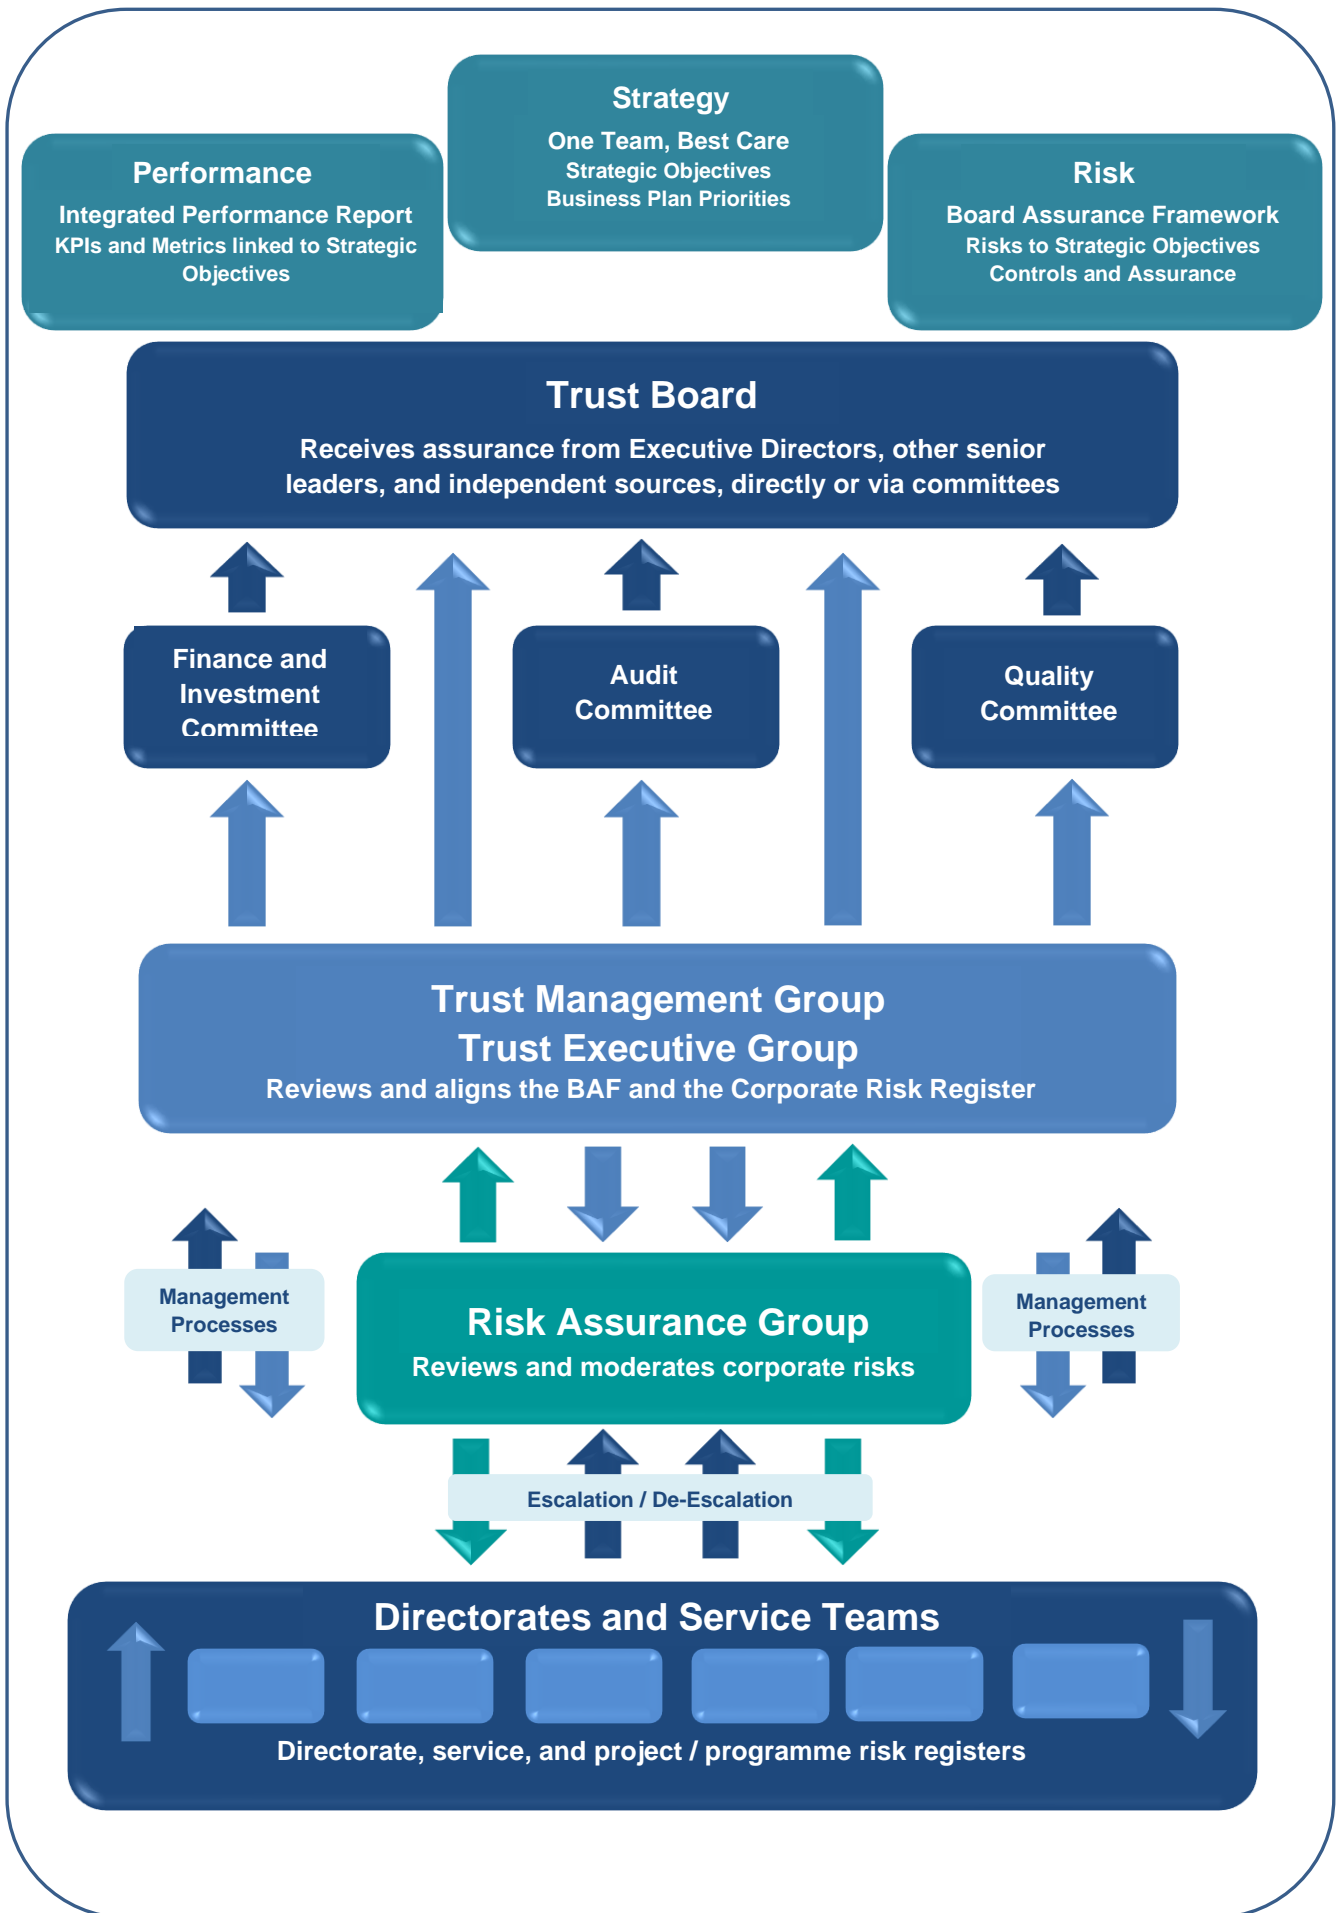 Strategy
One Team, Best Care
Strategic Objectives
Business Plan Priorities
Performance
Integrated Performance Report
KPIs and Metrics linked to Strategic
Objectives
Risk
Board Assurance Framework
Risks to Strategic Objectives
Controls and Assurance
Trust Board
Receives assurance from Executive Directors, other senior
leaders, and independent sources, directly or via committees
Finance and
Investment
Committee
Audit
Committee
Quality
Committee
Trust Management Group
Trust Executive Group
Reviews and aligns the BAF and the Corporate Risk Register
Management
Processes
Risk Assurance Group
Reviews and moderates corporate risks
Management
Processes
Escalation / De-Escalation
Directorates and Service Teams
Directorate, service, and project / programme risk registers